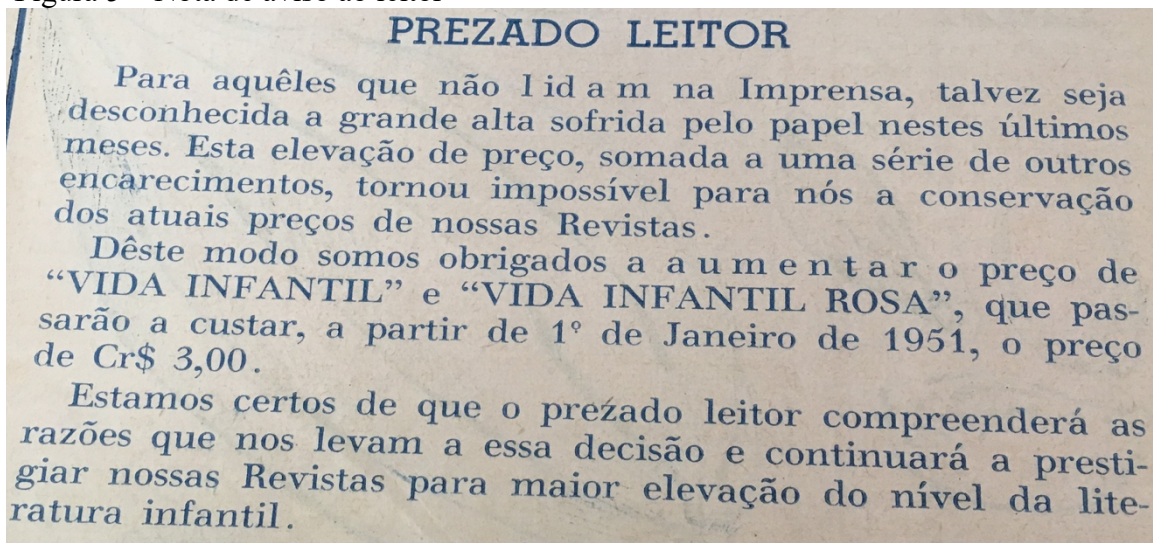 PREZADO LEITOR
Para aquêles que não lidam na Imprensa, talvez seja
desconhecida a grande alta sofrida pelo papel nestes últimos
meses. Esta elevação de preço, somada a uma série de outros
encarecimentos, tornou impossível para nós a conservação
dos atuais preços de nossas Revistas.
Dêste modo somos obrigados a aumentar o preço de
“VIDA INFANTIL” e “VIDA INFANTIL ROSA”, que pas-
sarão a custar, a partir de 1º de Janeiro de 1951, o preço
de Cr$ 3,00.
Estamos certos de que o prezado leitor compreenderá as
razões que nos levam a essa decisão e continuará a presti-
giar nossas Revistas para maior elevação do nível da lite-
ratura infantil.